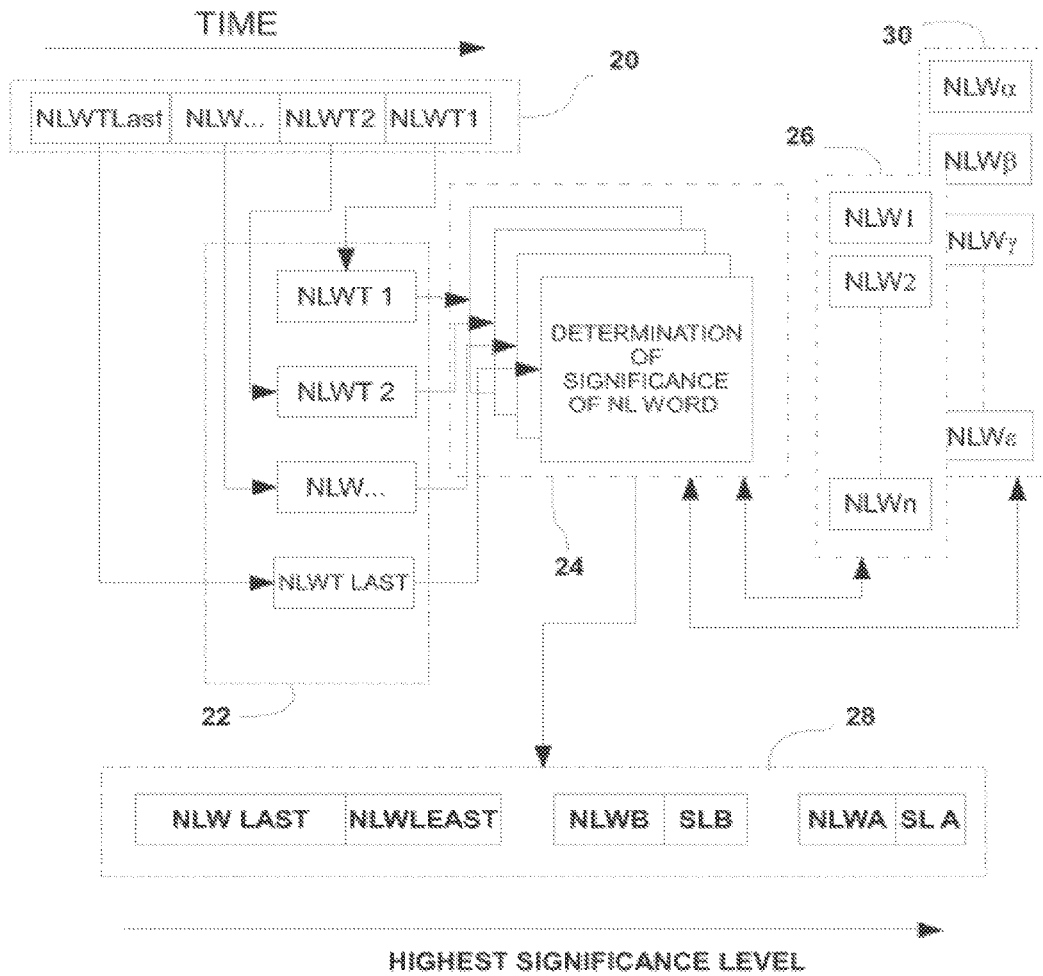 TIME
20
NLWTLast NLW... NLWT2 NLWT1
30
NLWα
NLWβ
NLWγ
NLWε
26
NLW1
NLW2
NLWn
NLWT 1
NLWT 2
NLW...
NLWT LAST
22
DETERMINATION
OF
SIGNIFICANCE
OF NL WORD
24
28
NLW LAST NLWLEAST NLWB SLB NLWA SL A
HIGHEST SIGNIFICANCE LEVEL